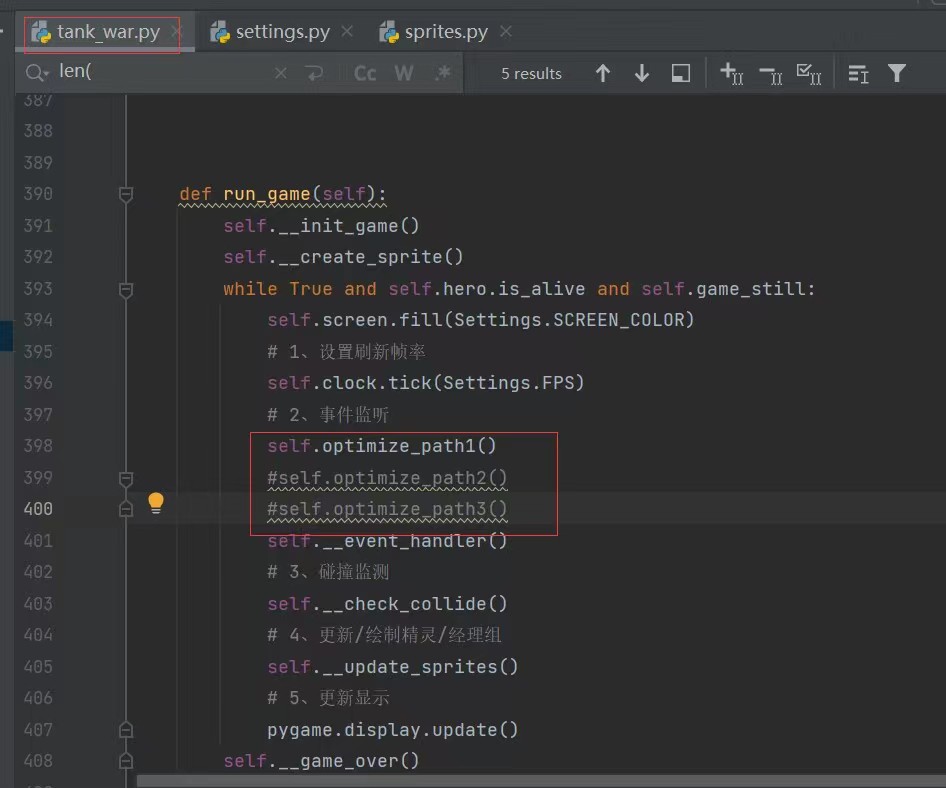 tank_war.py settings.py sprites.py
len( Cc W .* 5 results
387
388
389
390 def run_game(self):
391 self.__init_game()
392 self.__create_sprite()
393 while True and self.hero.is_alive and self.game_still:
394 self.screen.fill(Settings.SCREEN_COLOR)
395 # 1、设置刷新帧率
396 self.clock.tick(Settings.FPS)
397 # 2、事件监听
398 self.optimize_path1()
399 #self.optimize_path2()
400 #self.optimize_path3()
401 self.__event_handler()
402 # 3、碰撞监测
403 self.__check_collide()
404 # 4、更新/绘制精灵/经理组
405 self.__update_sprites()
406 # 5、更新显示
407 pygame.display.update()
408 self.__game_over()